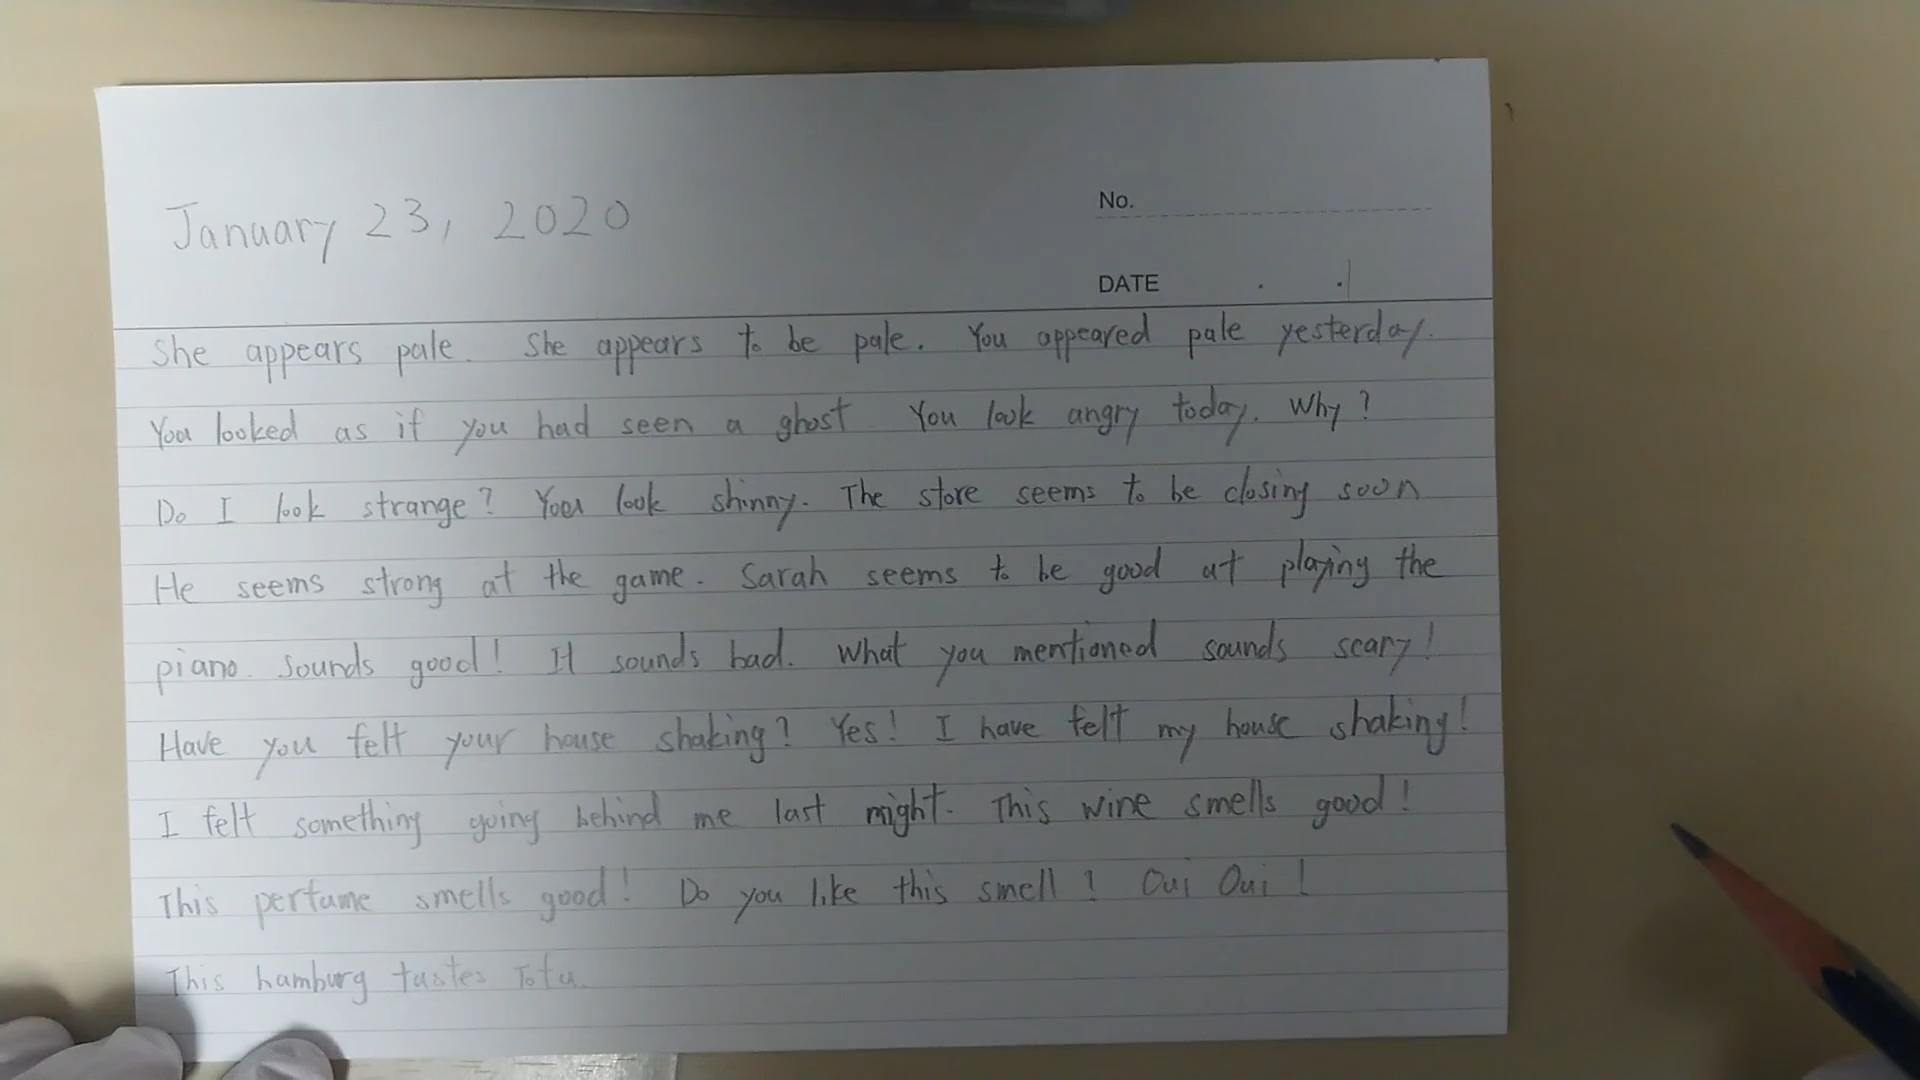 January 23, 2020
No.
DATE . .
She appears pale. She appears to be pale. You appeared pale yesterday.
You looked as if you had seen a ghost You look angry today. Why?
Do I look strange? You look shinny. The store seems to be closing soon
He seems strong at the game. Sarah seems to be good at playing the
piano. Sounds good! It sounds bad. What you mentioned sounds scary!
Have you felt your house shaking? Yes! I have felt my house shaking!
I felt something going behind me last might. This wine smells good!
This perfume smells good! Do you like this smell? Oui Oui!
This hamburg tastes Tofu.